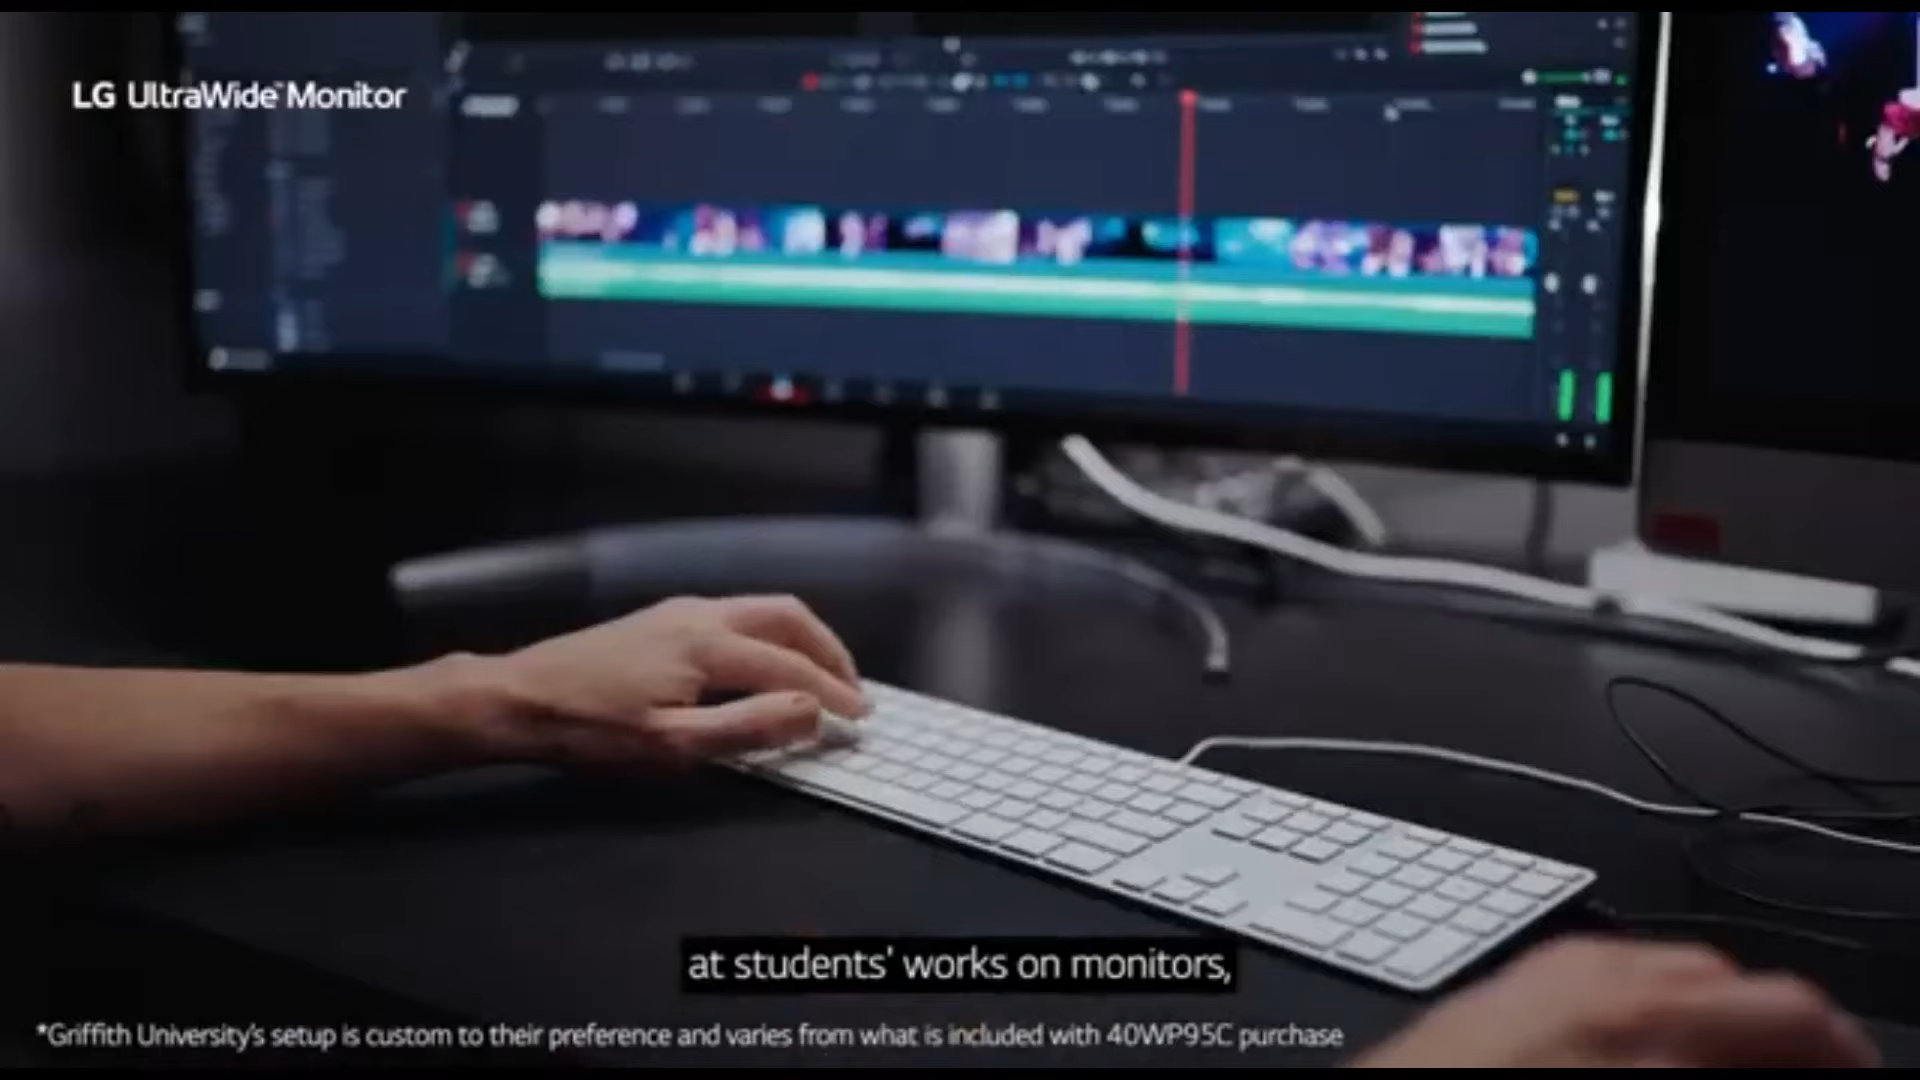 LG UltraWide™ Monitor
at students' works on monitors,
*Griffith University's setup is custom to their preference and varies from what is included with 40WP95C purchase